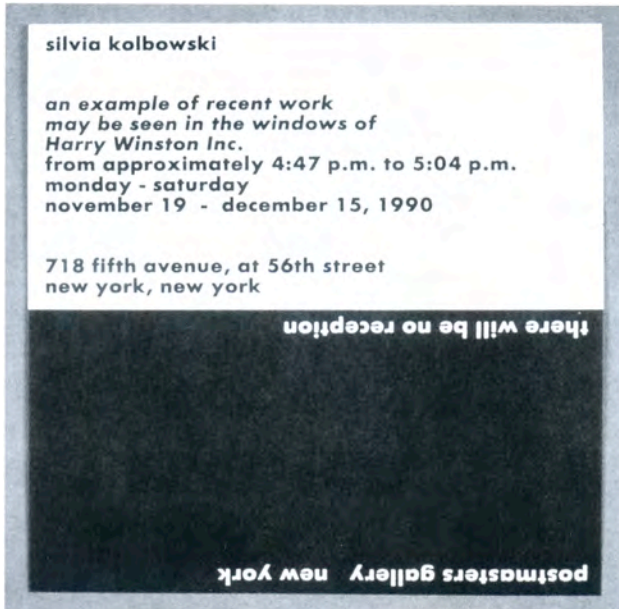 silvia kolbowski
an example of recent work
may be seen in the windows of
Harry Winston Inc.
from approximately 4:47 p.m. to 5:04 p.m.
monday - saturday
november 19 - december 15, 1990
718 fifth avenue, at 56th street
new york, new york
there will be no reception
postmasters gallery new york